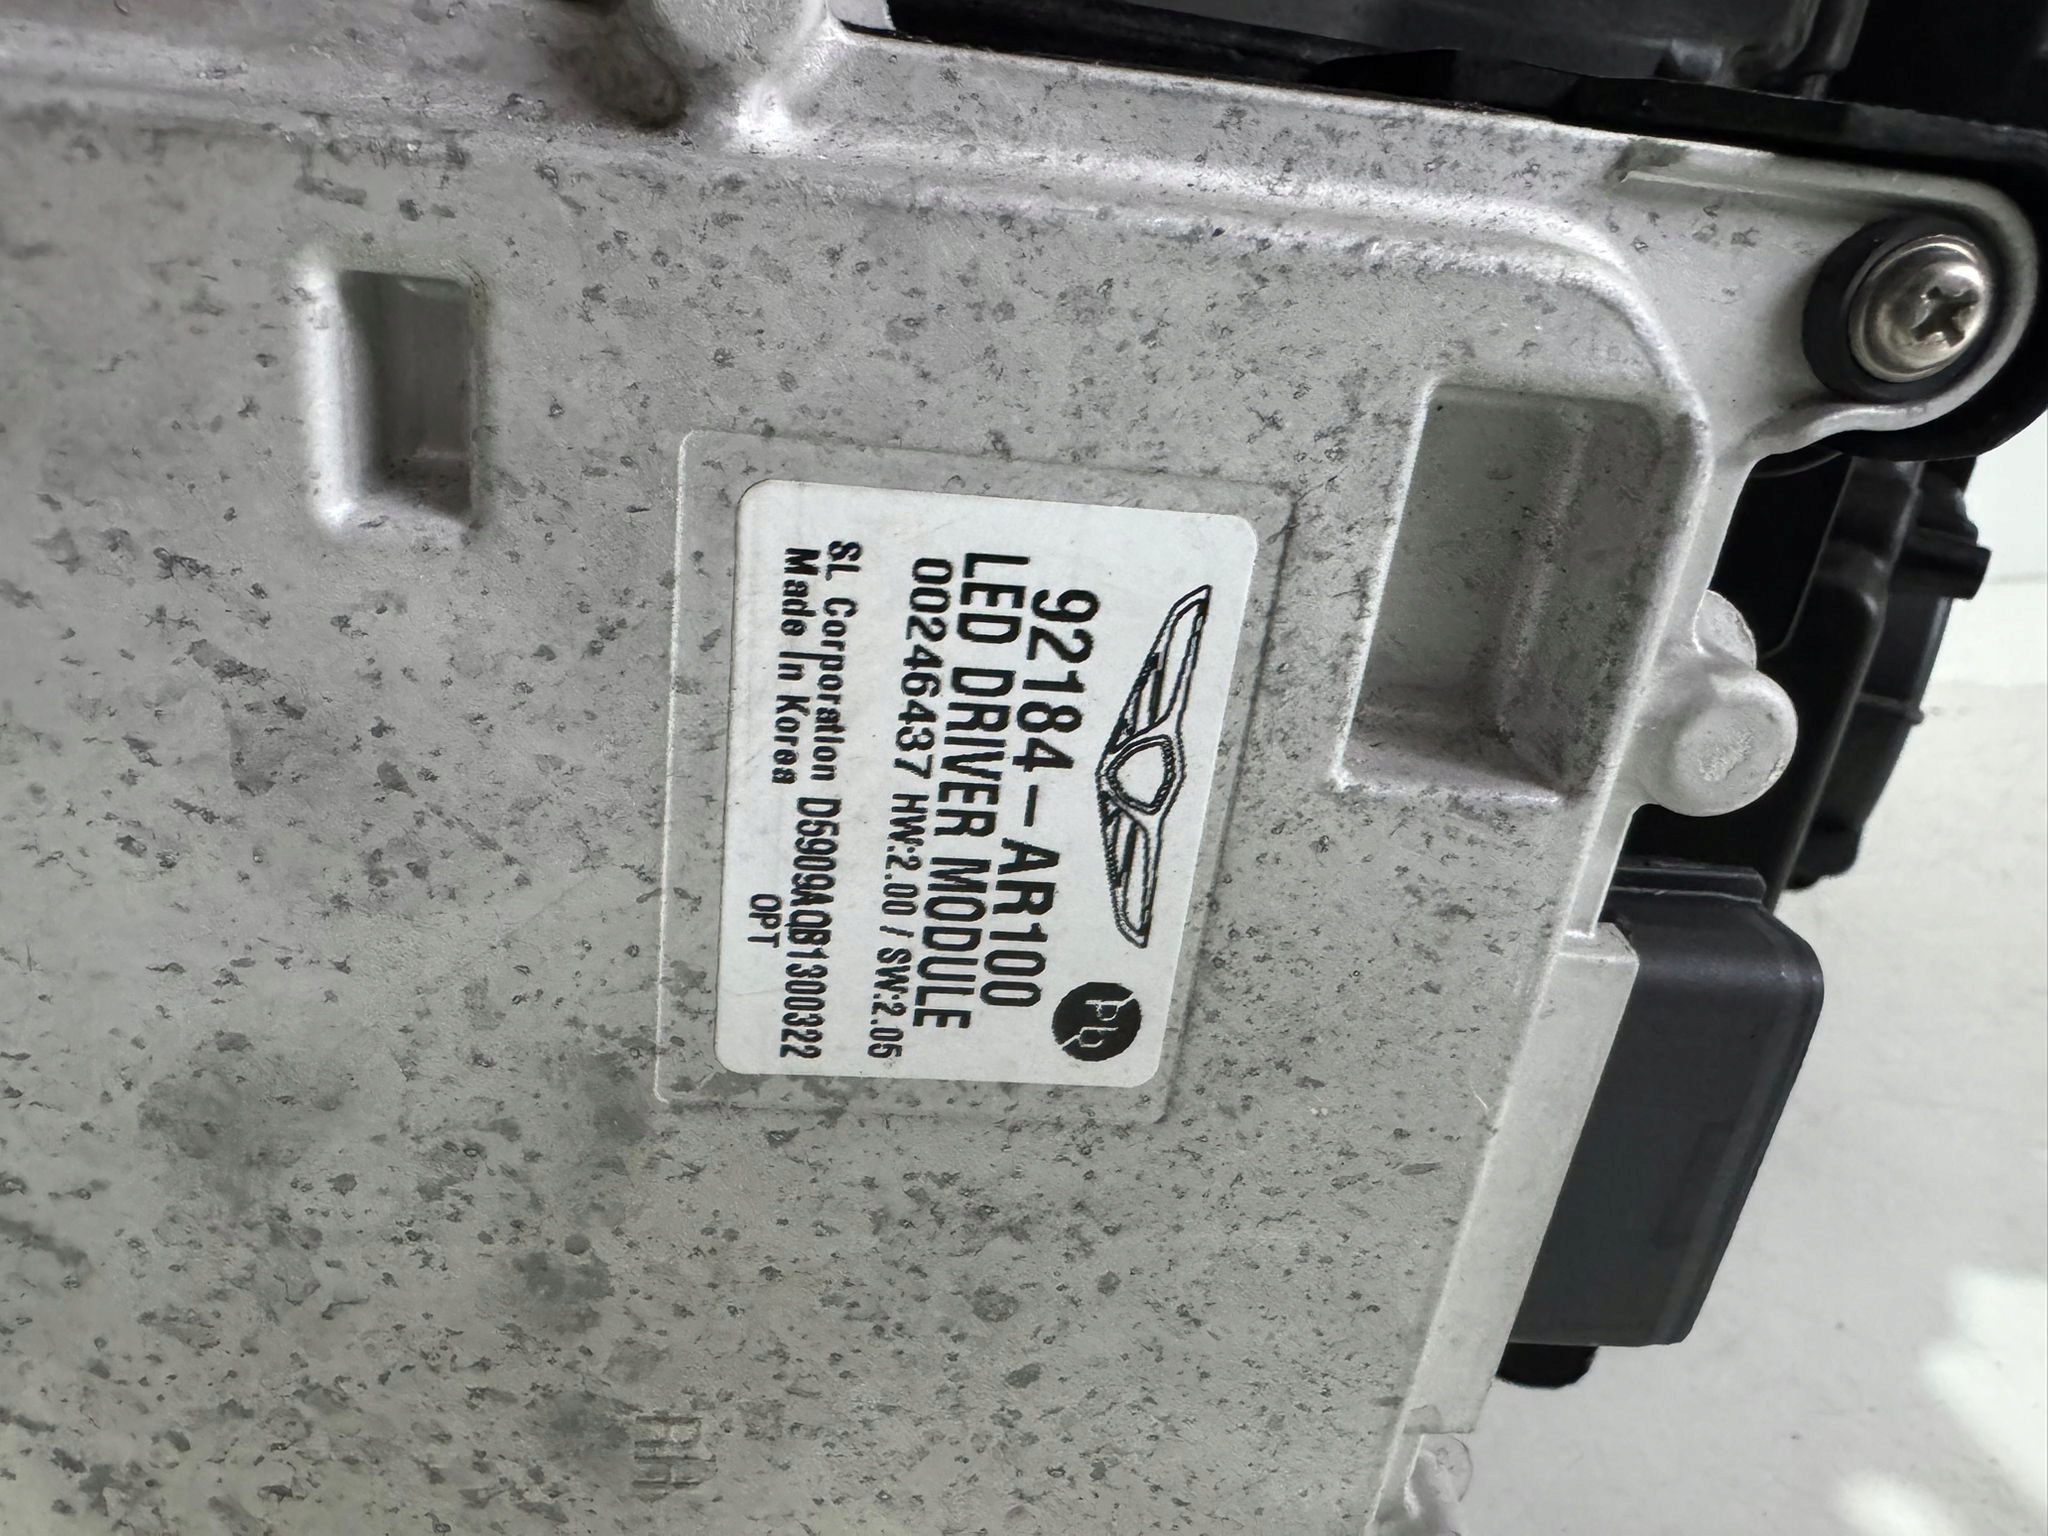 92184-AR100
Pb
LED DRIVER MODULE
00246437 HW:2.00 / SW:2.05
SL Corporation D5909AQB1300322
Made in Korea
OPT